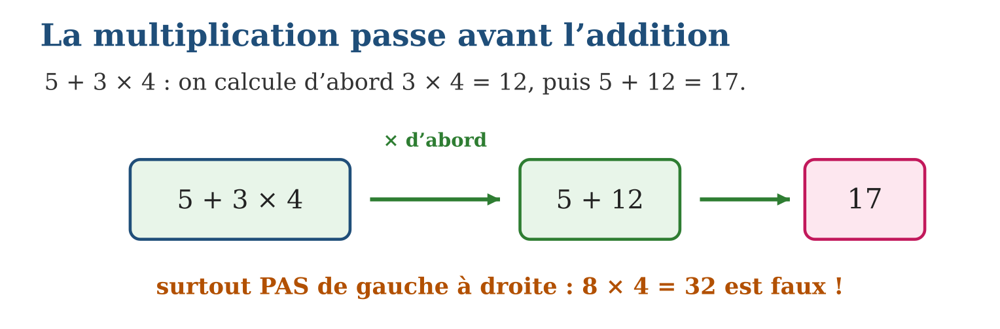 La multiplication passe avant l’addition
5 + 3 × 4 : on calcule d’abord 3 × 4 = 12, puis 5 + 12 = 17.
× d’abord
5 + 3 × 4
5 + 12
17
surtout PAS de gauche à droite : 8 × 4 = 32 est faux !